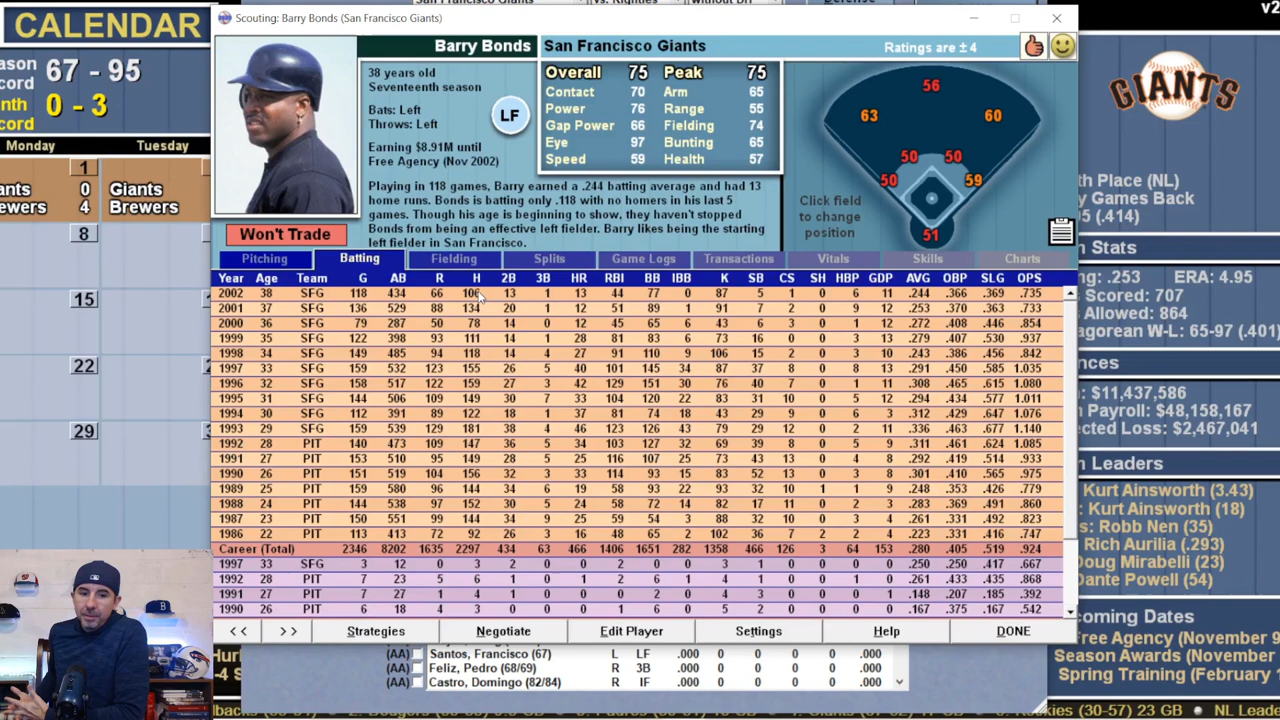 CALENDAR
ason
cord
67 - 95
nth
cord
0 - 3
Monday
Tuesday
1
ants 0
wers 4
Giants
Brewers
8
15
22
29
Scouting: Barry Bonds (San Francisco Giants)
Barry Bonds
38 years old
Seventeenth season
Bats: Left
Throws: Left
LF
Earning $8.91M until
Free Agency (Nov 2002)
San Francisco Giants
Ratings are ± 4
Overall 75 Peak 75
Contact 70 Arm 65
Power 76 Range 55
Gap Power 66 Fielding 74
Eye 97 Bunting 65
Speed 59 Health 57
Playing in 118 games, Barry earned a .244 batting average and had 13
home runs. Bonds is batting only .118 with no homers in his last 5
games. Though his age is beginning to show, they haven't stopped
Bonds from being an effective left fielder. Barry likes being the starting
left fielder in San Francisco.
Won't Trade
56
63
60
50
50
50
59
51
Click field
to change
position
Pitching Batting Fielding Splits Game Logs Transactions Vitals Skills Charts
Year Age Team G AB R H 2B 3B HR RBI BB IBB K SB CS SH HBP GDP AVG OBP SLG OPS
2002 38 SFG 118 434 66 106 13 1 13 44 77 0 87 5 1 0 6 11 .244 .366 .369 .735
2001 37 SFG 136 529 88 134 20 1 12 51 89 1 91 7 2 0 9 12 .253 .370 .363 .733
2000 36 SFG 79 287 50 78 14 0 12 45 65 6 43 6 3 0 1 12 .272 .408 .446 .854
1999 35 SFG 122 398 93 111 14 1 28 81 83 6 73 16 0 0 3 13 .279 .407 .530 .937
1998 34 SFG 149 485 94 118 14 4 27 91 110 9 106 15 2 0 3 10 .243 .386 .456 .842
1997 33 SFG 159 532 123 155 26 5 40 101 145 34 87 37 8 0 8 13 .291 .450 .585 1.035
1996 32 SFG 158 517 122 159 27 3 42 129 151 30 76 40 7 0 1 11 .308 .465 .615 1.080
1995 31 SFG 144 506 109 149 30 7 33 104 120 22 83 31 10 0 5 12 .294 .434 .577 1.011
1994 30 SFG 112 391 89 122 18 1 37 81 74 18 43 29 9 0 6 3 .312 .429 .647 1.076
1993 29 SFG 159 539 129 181 38 4 46 123 126 43 79 29 12 0 2 11 .336 .463 .677 1.140
1992 28 PIT 140 473 109 147 36 5 34 103 127 32 69 39 8 0 5 9 .311 .461 .624 1.085
1991 27 PIT 153 510 95 149 28 5 25 116 107 25 73 43 13 0 4 8 .292 .419 .514 .933
1990 26 PIT 151 519 104 156 32 3 33 114 93 15 83 52 13 0 3 8 .301 .410 .565 .975
1989 25 PIT 159 580 96 144 34 6 19 58 93 22 93 32 10 1 1 9 .248 .353 .426 .779
1988 24 PIT 144 538 97 152 30 5 24 58 72 14 82 17 11 0 2 3 .283 .369 .491 .860
1987 23 PIT 150 551 99 144 34 9 25 59 54 3 88 32 10 0 3 4 .261 .331 .492 .823
1986 22 PIT 113 413 72 92 26 3 16 48 65 2 102 36 7 2 2 4 .223 .331 .416 .747
Career (Total) 2346 8202 1635 2297 434 63 466 1406 1651 282 1358 466 126 3 64 153 .280 .405 .519 .924
1997 33 SFG 3 12 0 3 2 0 0 2 0 0 3 1 0 0 0 0 .250 .250 .417 .667
1992 28 PIT 7 23 5 6 1 0 1 2 6 1 4 1 0 0 0 0 .261 .433 .435 .868
1991 27 PIT 7 27 1 4 1 0 0 0 2 0 4 0 0 0 0 1 .148 .207 .185 .392
1990 26 PIT 6 18 4 3 0 0 0 1 6 0 5 2 0 0 0 0 .167 .375 .167 .542
<< >> Strategies Negotiate Edit Player Settings Help DONE
(AA) Santos, Francisco (67) L LF .000 0 0 0 .000
(AA) Feliz, Pedro (68/69) R 3B .000 0 0 0 .000
(AA) Castro, Domingo (82/84) R IF .000 0 0 0 .000
v2
GIANTS
th Place (NL)
y Games Back
05 (.414)
n Stats
ng: .253 ERA: 4.95
Scored: 707
Allowed: 864
agorean W-L: 65-97 (.401)
ances
$11,437,586
Payroll: $48,158,167
ected Loss: $2,467,041
n Leaders
Kurt Ainsworth (3.43)
Kurt Ainsworth (18)
Robb Nen (35)
Rich Aurilia (.293)
Doug Mirabelli (23)
Dante Powell (54)
coming Dates
Free Agency (November 9
Season Awards (November
Spring Training (February 1
(30-57) 23 GB • NL Leader